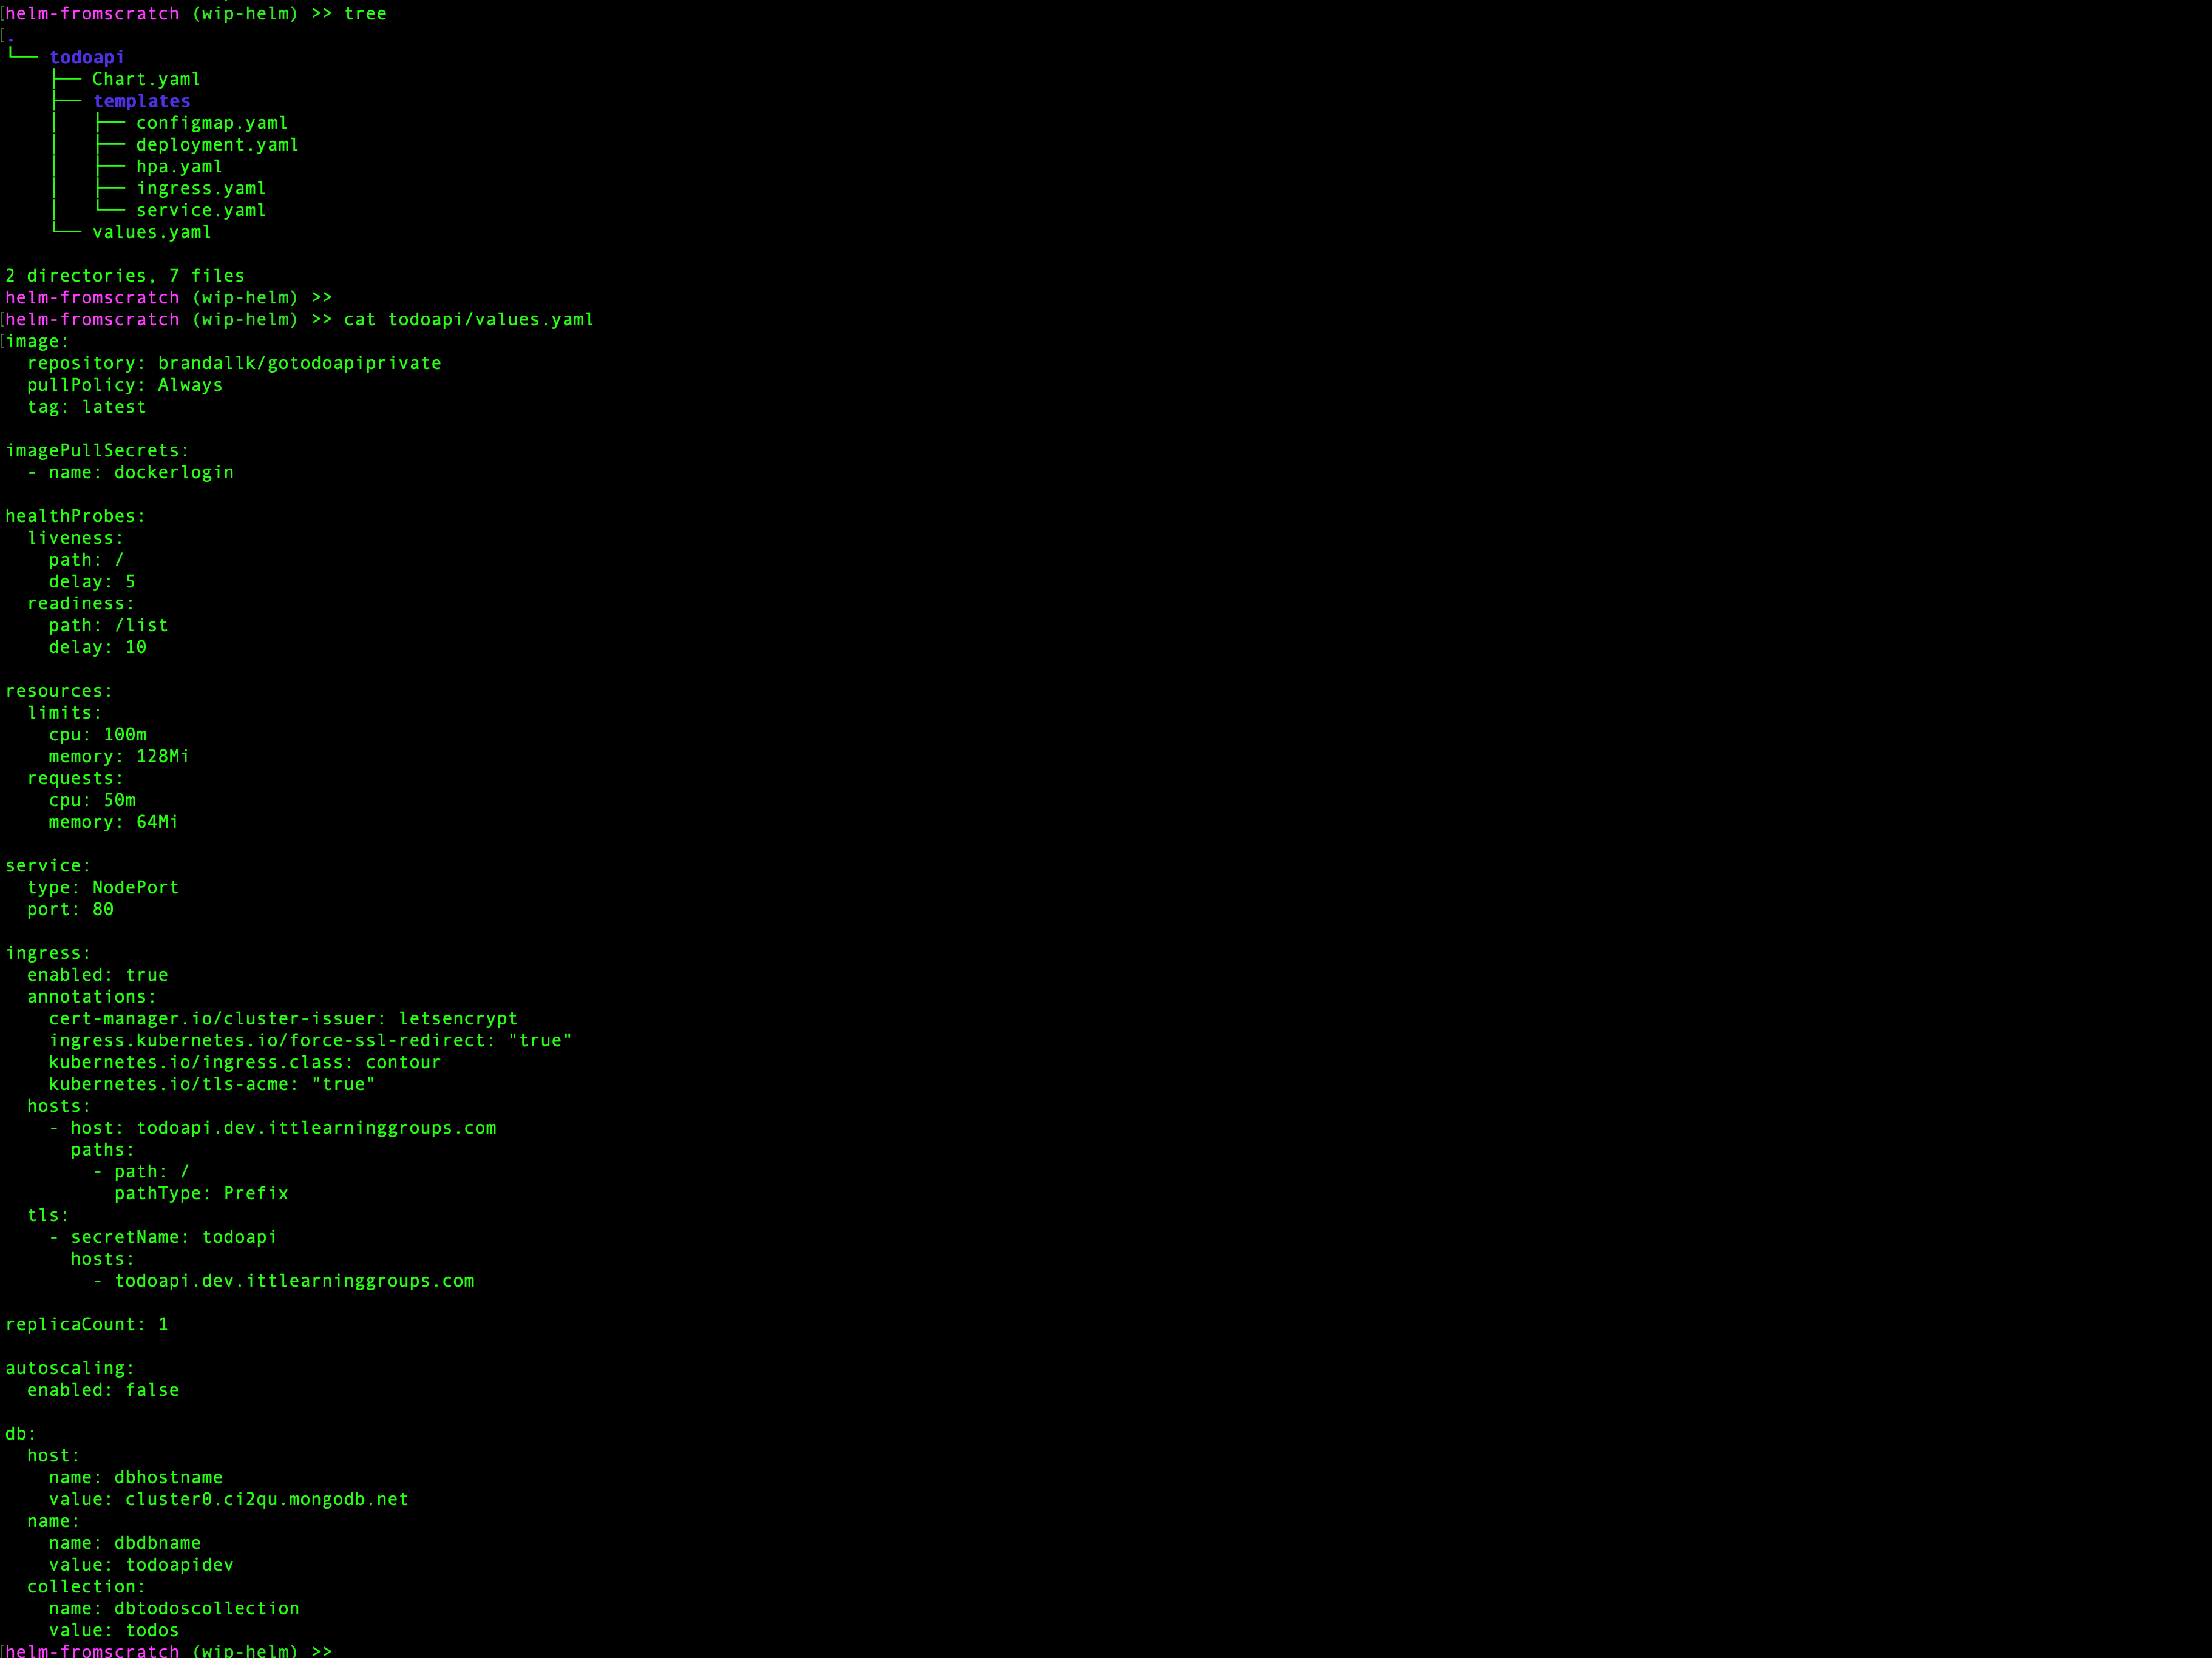 helm-fromscratch (wip-helm) >> tree
.
└── todoapi
    ├── Chart.yaml
    ├── templates
    │   ├── configmap.yaml
    │   ├── deployment.yaml
    │   ├── hpa.yaml
    │   ├── ingress.yaml
    │   └── service.yaml
    └── values.yaml

2 directories, 7 files
helm-fromscratch (wip-helm) >>
helm-fromscratch (wip-helm) >> cat todoapi/values.yaml
image:
  repository: brandallk/gotodoapiprivate
  pullPolicy: Always
  tag: latest

imagePullSecrets:
  - name: dockerlogin

healthProbes:
  liveness:
    path: /
    delay: 5
  readiness:
    path: /list
    delay: 10

resources:
  limits:
    cpu: 100m
    memory: 128Mi
  requests:
    cpu: 50m
    memory: 64Mi

service:
  type: NodePort
  port: 80

ingress:
  enabled: true
  annotations:
    cert-manager.io/cluster-issuer: letsencrypt
    ingress.kubernetes.io/force-ssl-redirect: "true"
    kubernetes.io/ingress.class: contour
    kubernetes.io/tls-acme: "true"
  hosts:
    - host: todoapi.dev.ittlearninggroups.com
      paths:
        - path: /
          pathType: Prefix
  tls:
    - secretName: todoapi
      hosts:
        - todoapi.dev.ittlearninggroups.com

replicaCount: 1

autoscaling:
  enabled: false

db:
  host:
    name: dbhostname
    value: cluster0.ci2qu.mongodb.net
  name:
    name: dbdbname
    value: todoapidev
  collection:
    name: dbtodoscollection
    value: todos
helm-fromscratch (wip-helm) >>